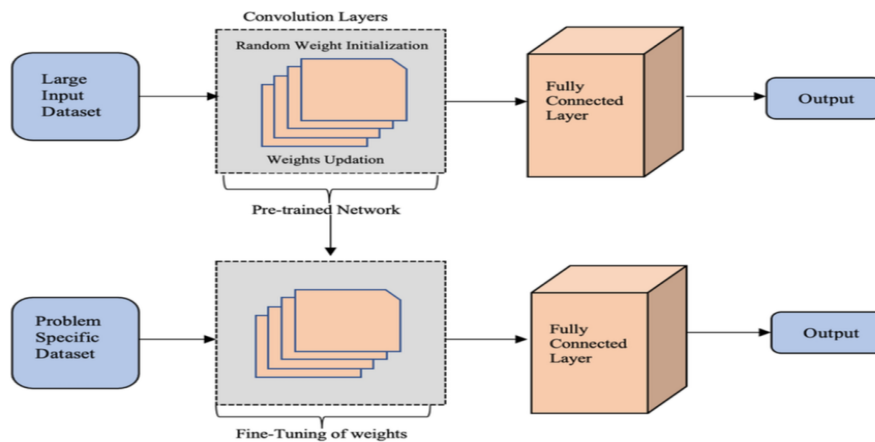 Convolution Layers
Random Weight Initialization
Large
Input
Dataset
Fully
Connected
Layer
Output
Weights Updation
Pre-trained Network
Problem
Specific
Dataset
Fully
Connected
Layer
Output
Fine-Tuning of weights